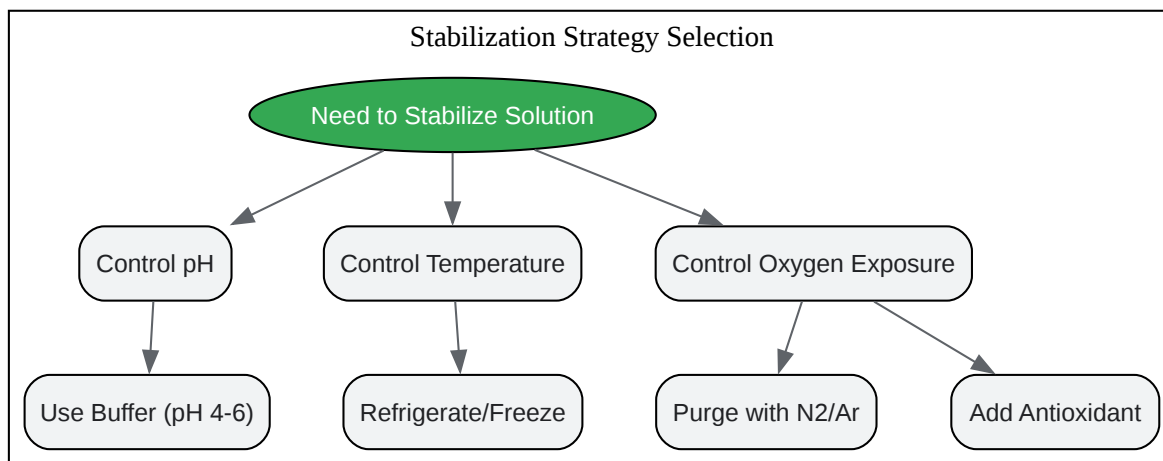 Stabilization Strategy Selection
Need to Stabilize Solution
Control pH
Control Temperature
Control Oxygen Exposure
Use Buffer (pH 4-6)
Refrigerate/Freeze
Purge with N2/Ar
Add Antioxidant